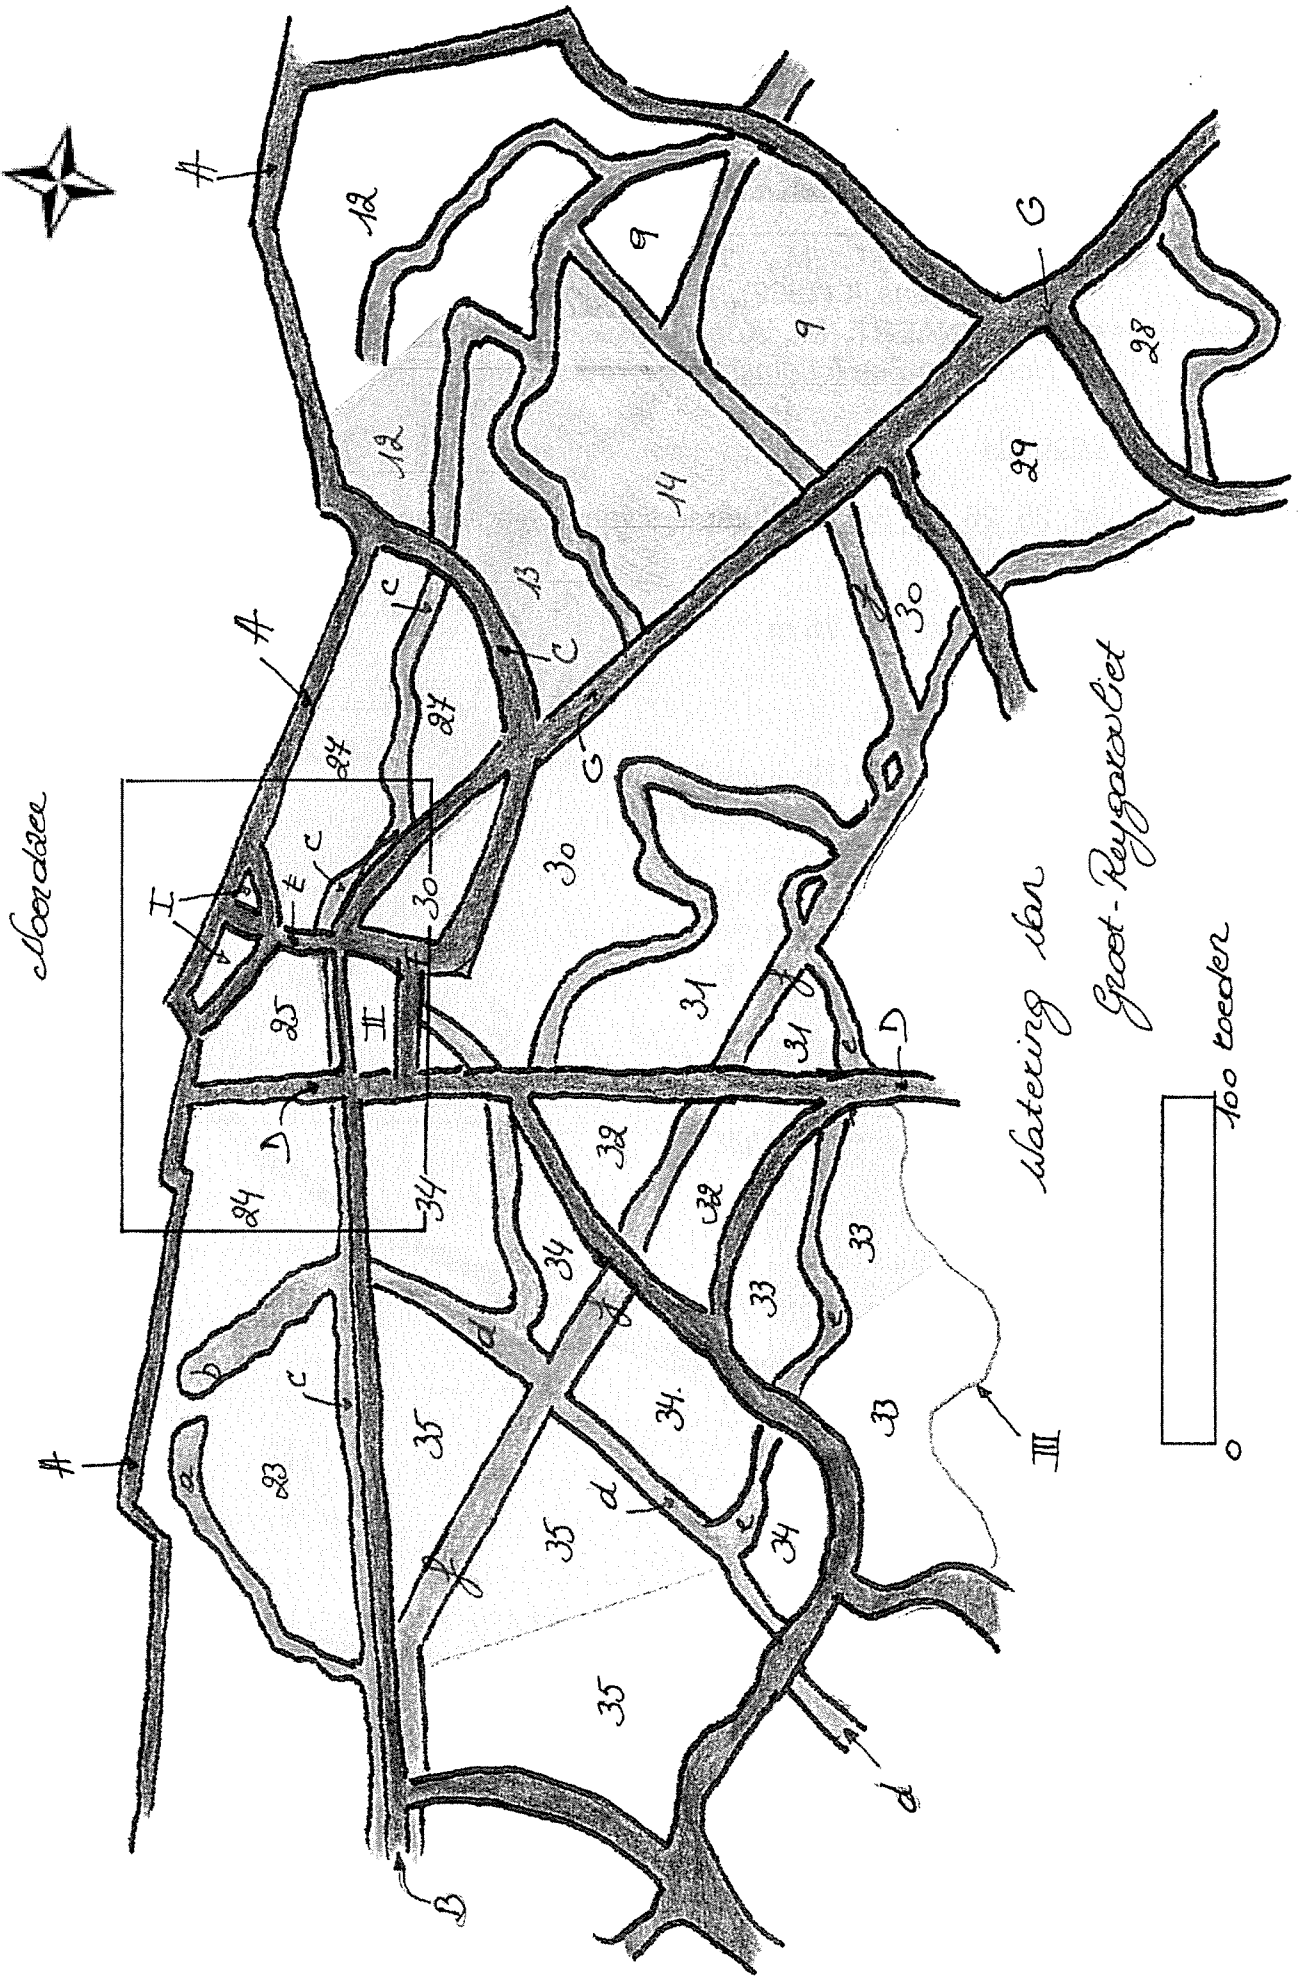 Noordzee
A
A
A
I
12
12
9
9
G
28
29
14
13
c
C
27
27
G
30
30
30
f
t
c
25
II
D
24
34
b
a
23
c
31
31
f
e
D
32
32
33
33
33
e
III
34
34.
34
f
d
35
35
35
f
d
e
d
B
Watering van
Groot-Reygarsvliet
0
100 roeden